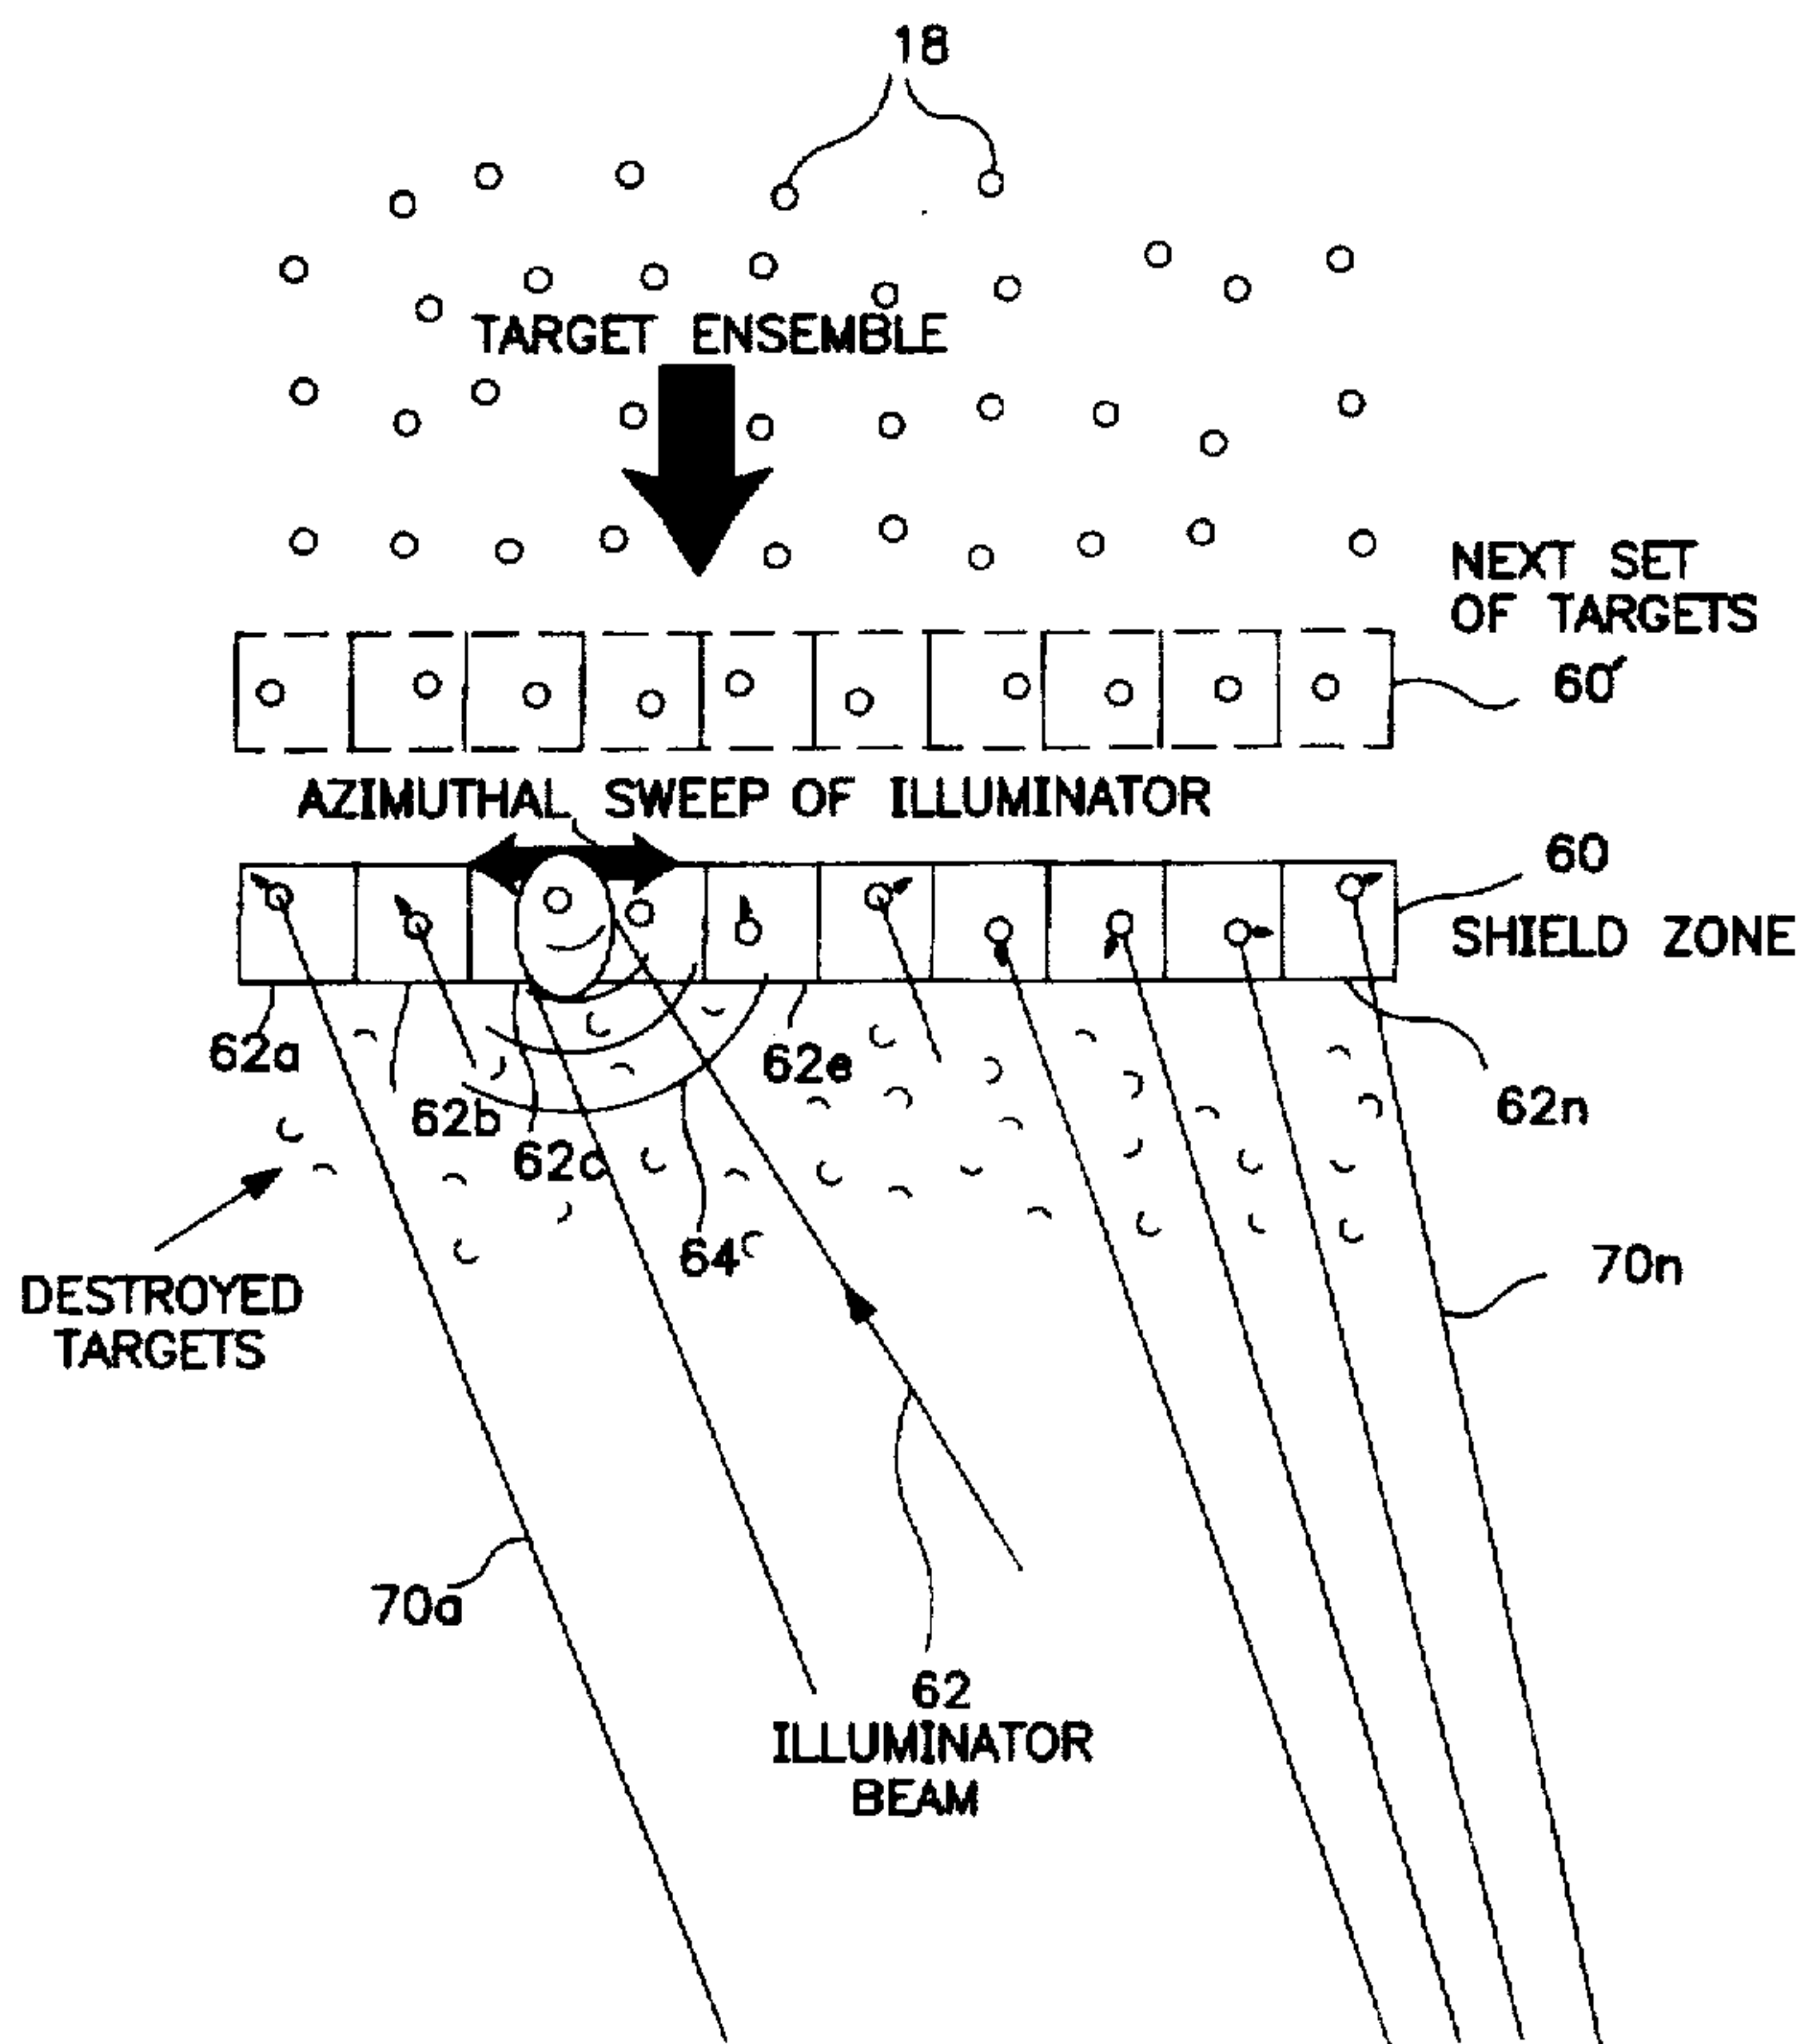 18
TARGET ENSEMBLE
NEXT SET
OF TARGETS
60'
AZIMUTHAL SWEEP OF ILLUMINATOR
60
SHIELD ZONE
62a
62b
62c
62e
62n
64
DESTROYED
TARGETS
70n
70a
62
ILLUMINATOR
BEAM